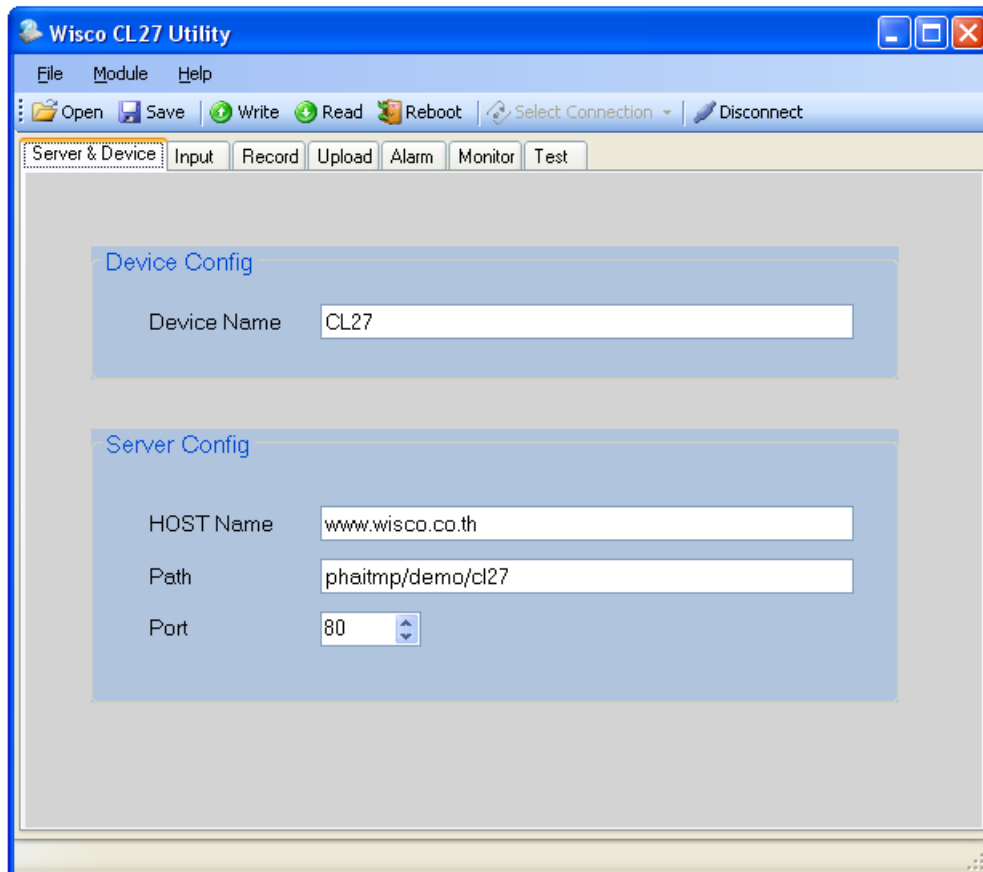 Wisco CL27 Utility
File Module Help
Open Save Write Read Reboot Select Connection Disconnect
Server & Device Input Record Upload Alarm Monitor Test
Device Config
Device Name CL27
Server Config
HOST Name www.wisco.co.th
Path phaitmp/demo/cl27
Port 80